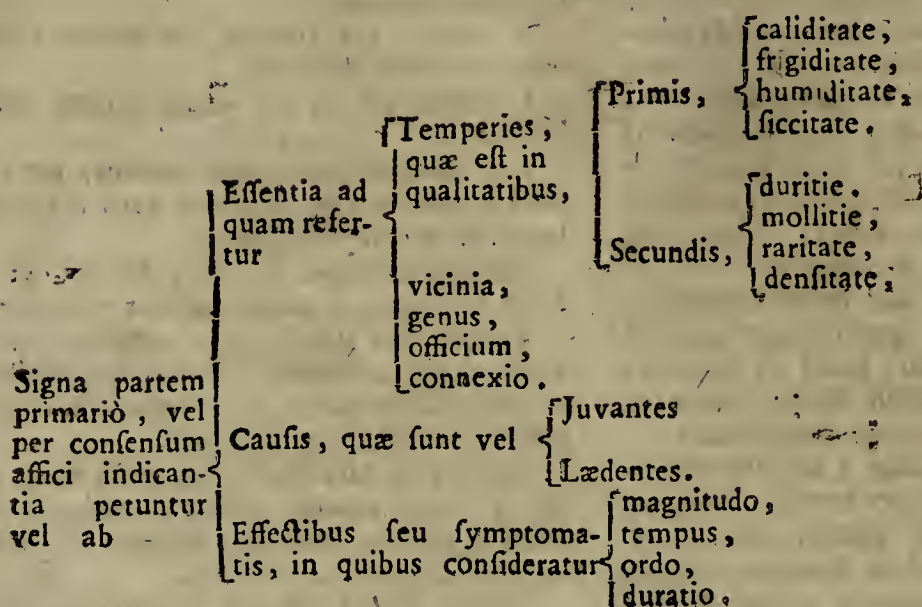 Signa partem
primariò, vel
per conſenſum
affici indican-
tia petuntur
vel ab
Eſſentia ad
quam refer-
tur
Temperies,
quæ eſt in
qualitatibus,
Primis,
caliditate;
frigiditate,
humiditate,
ſiccitate.
Secundis,
duritie.
mollitie,
raritate,
denſitate;
vicinia,
genus,
officium,
connexio.
Cauſis, quæ ſunt vel
Juvantes
Lædentes.
Effectibus ſeu ſymptoma-
tis, in quibus conſideratur
magnitudo,
tempus,
ordo,
duratio,